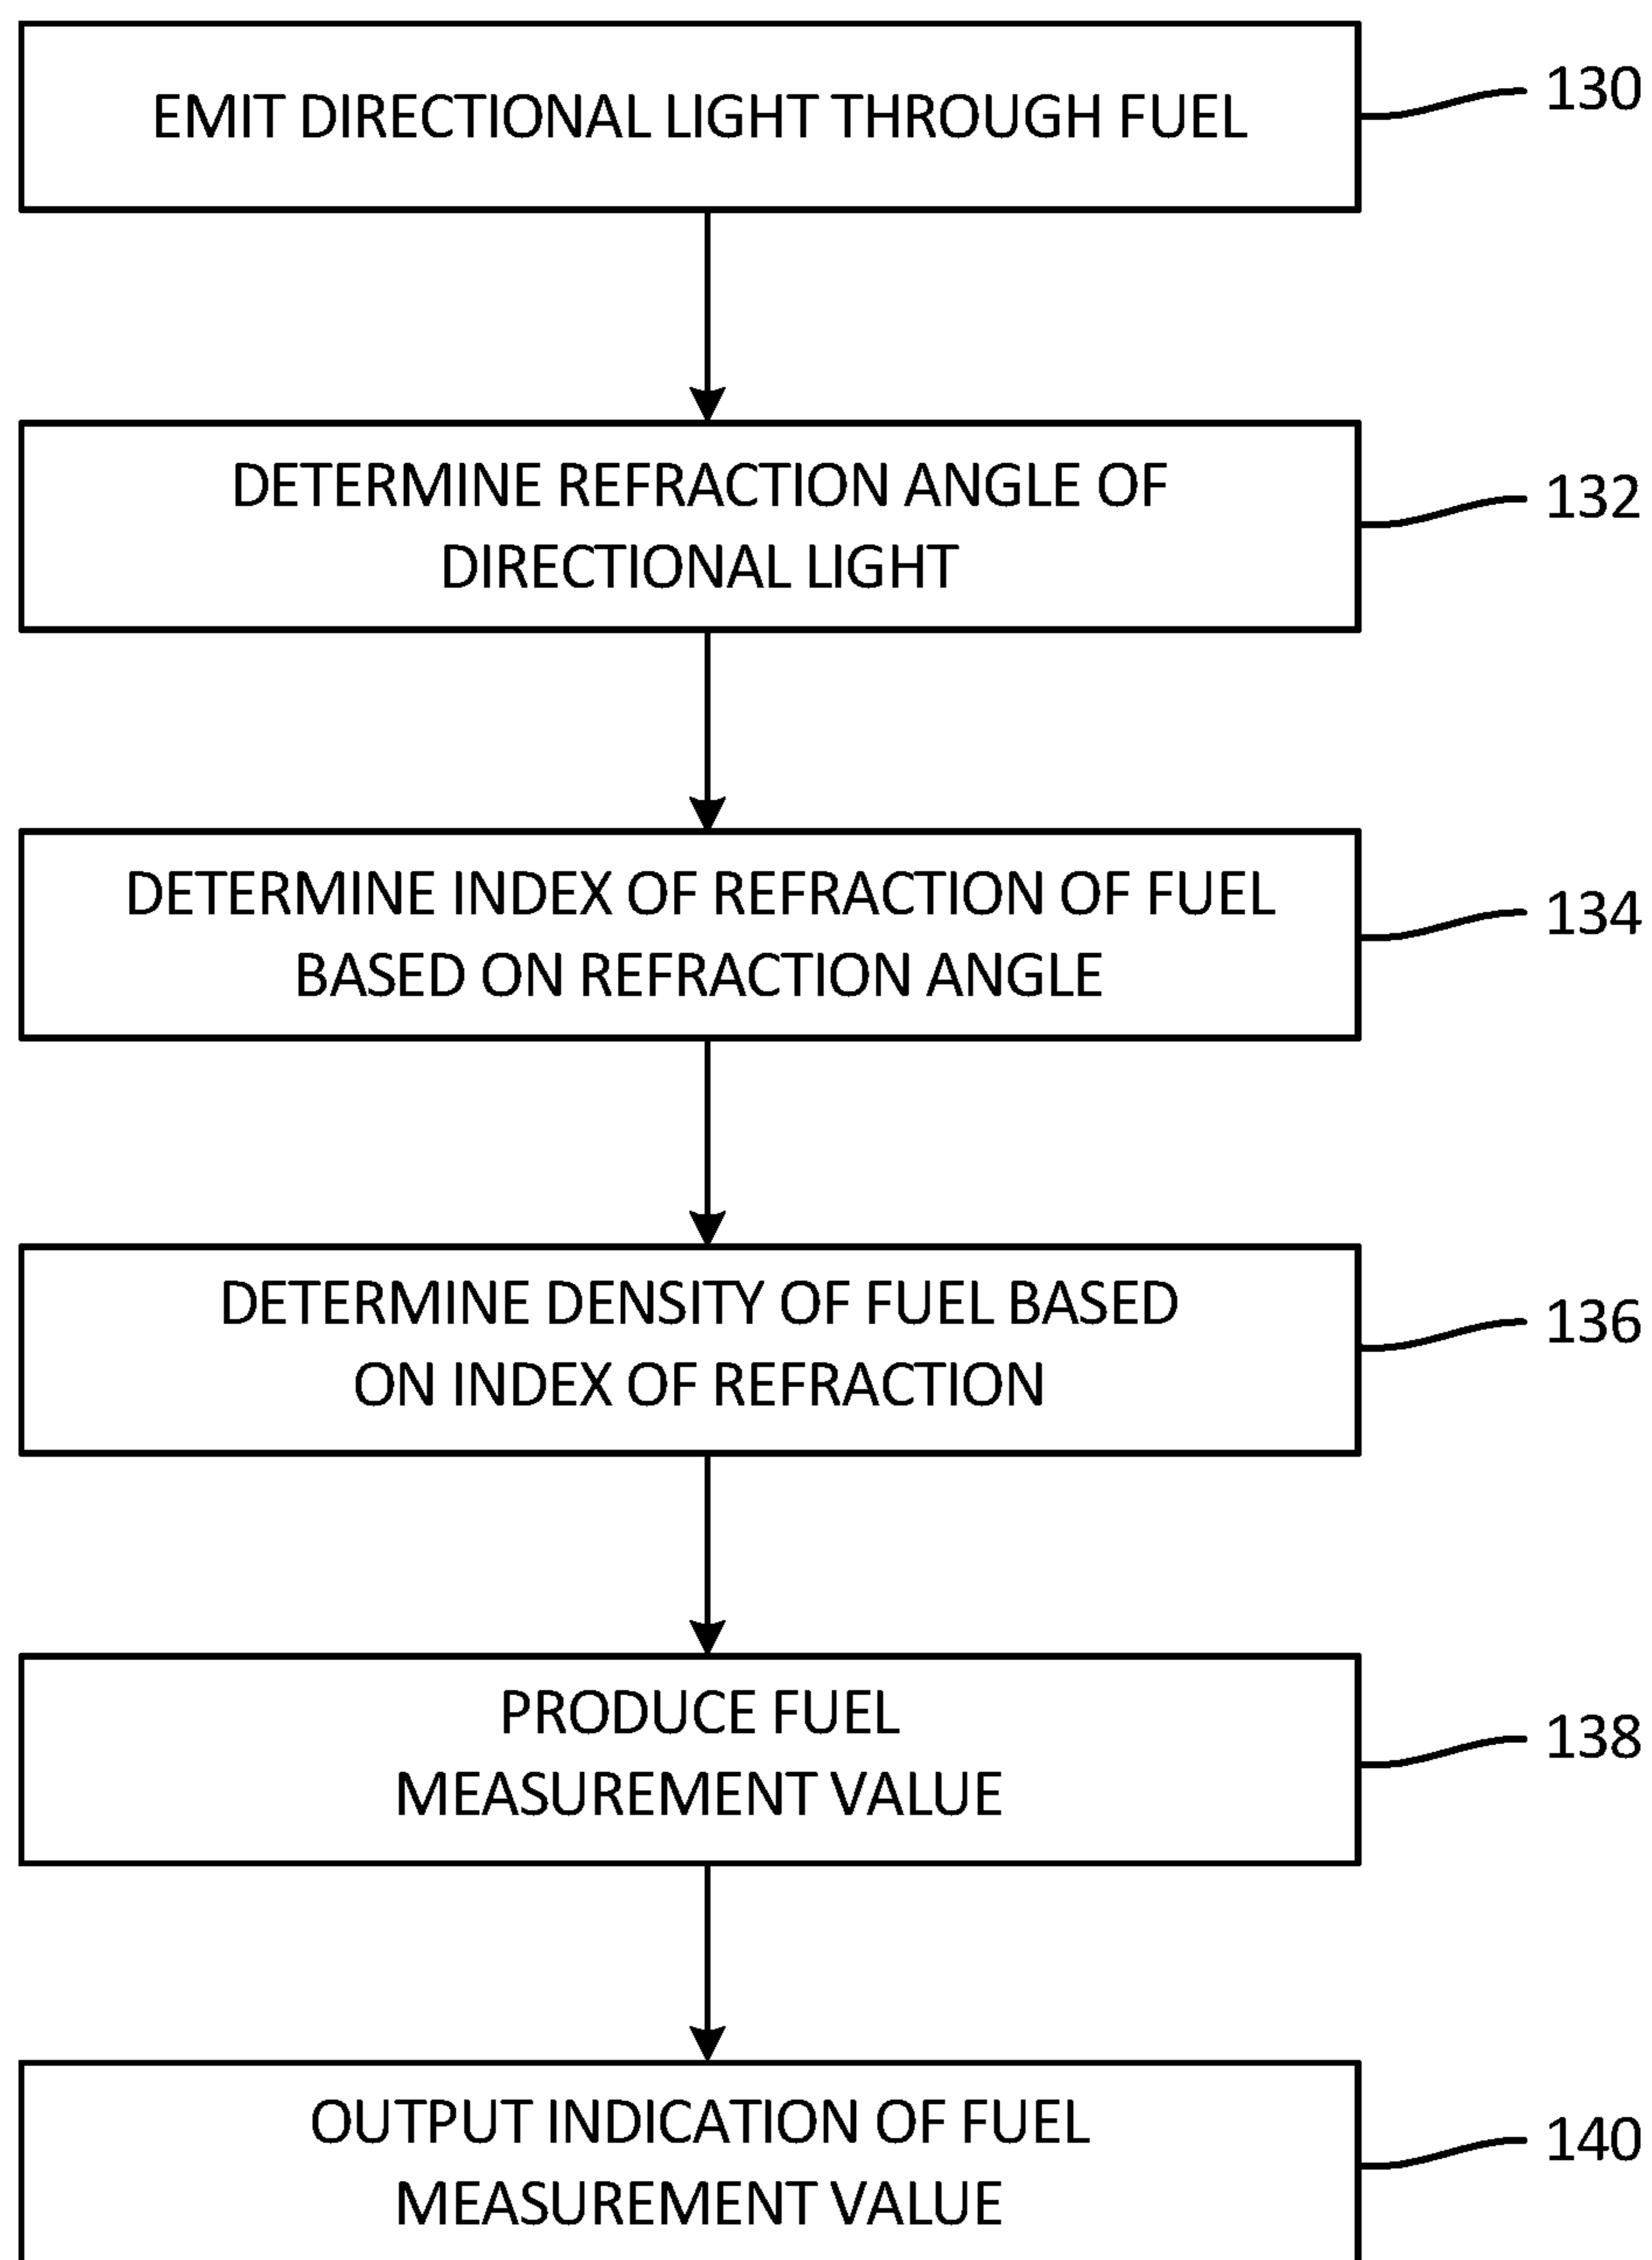 EMIT DIRECTIONAL LIGHT THROUGH FUEL
130
DETERMINE REFRACTION ANGLE OF
DIRECTIONAL LIGHT
132
DETERMINE INDEX OF REFRACTION OF FUEL
BASED ON REFRACTION ANGLE
134
DETERMINE DENSITY OF FUEL BASED
ON INDEX OF REFRACTION
136
PRODUCE FUEL
MEASUREMENT VALUE
138
OUTPUT INDICATION OF FUEL
MEASUREMENT VALUE
140